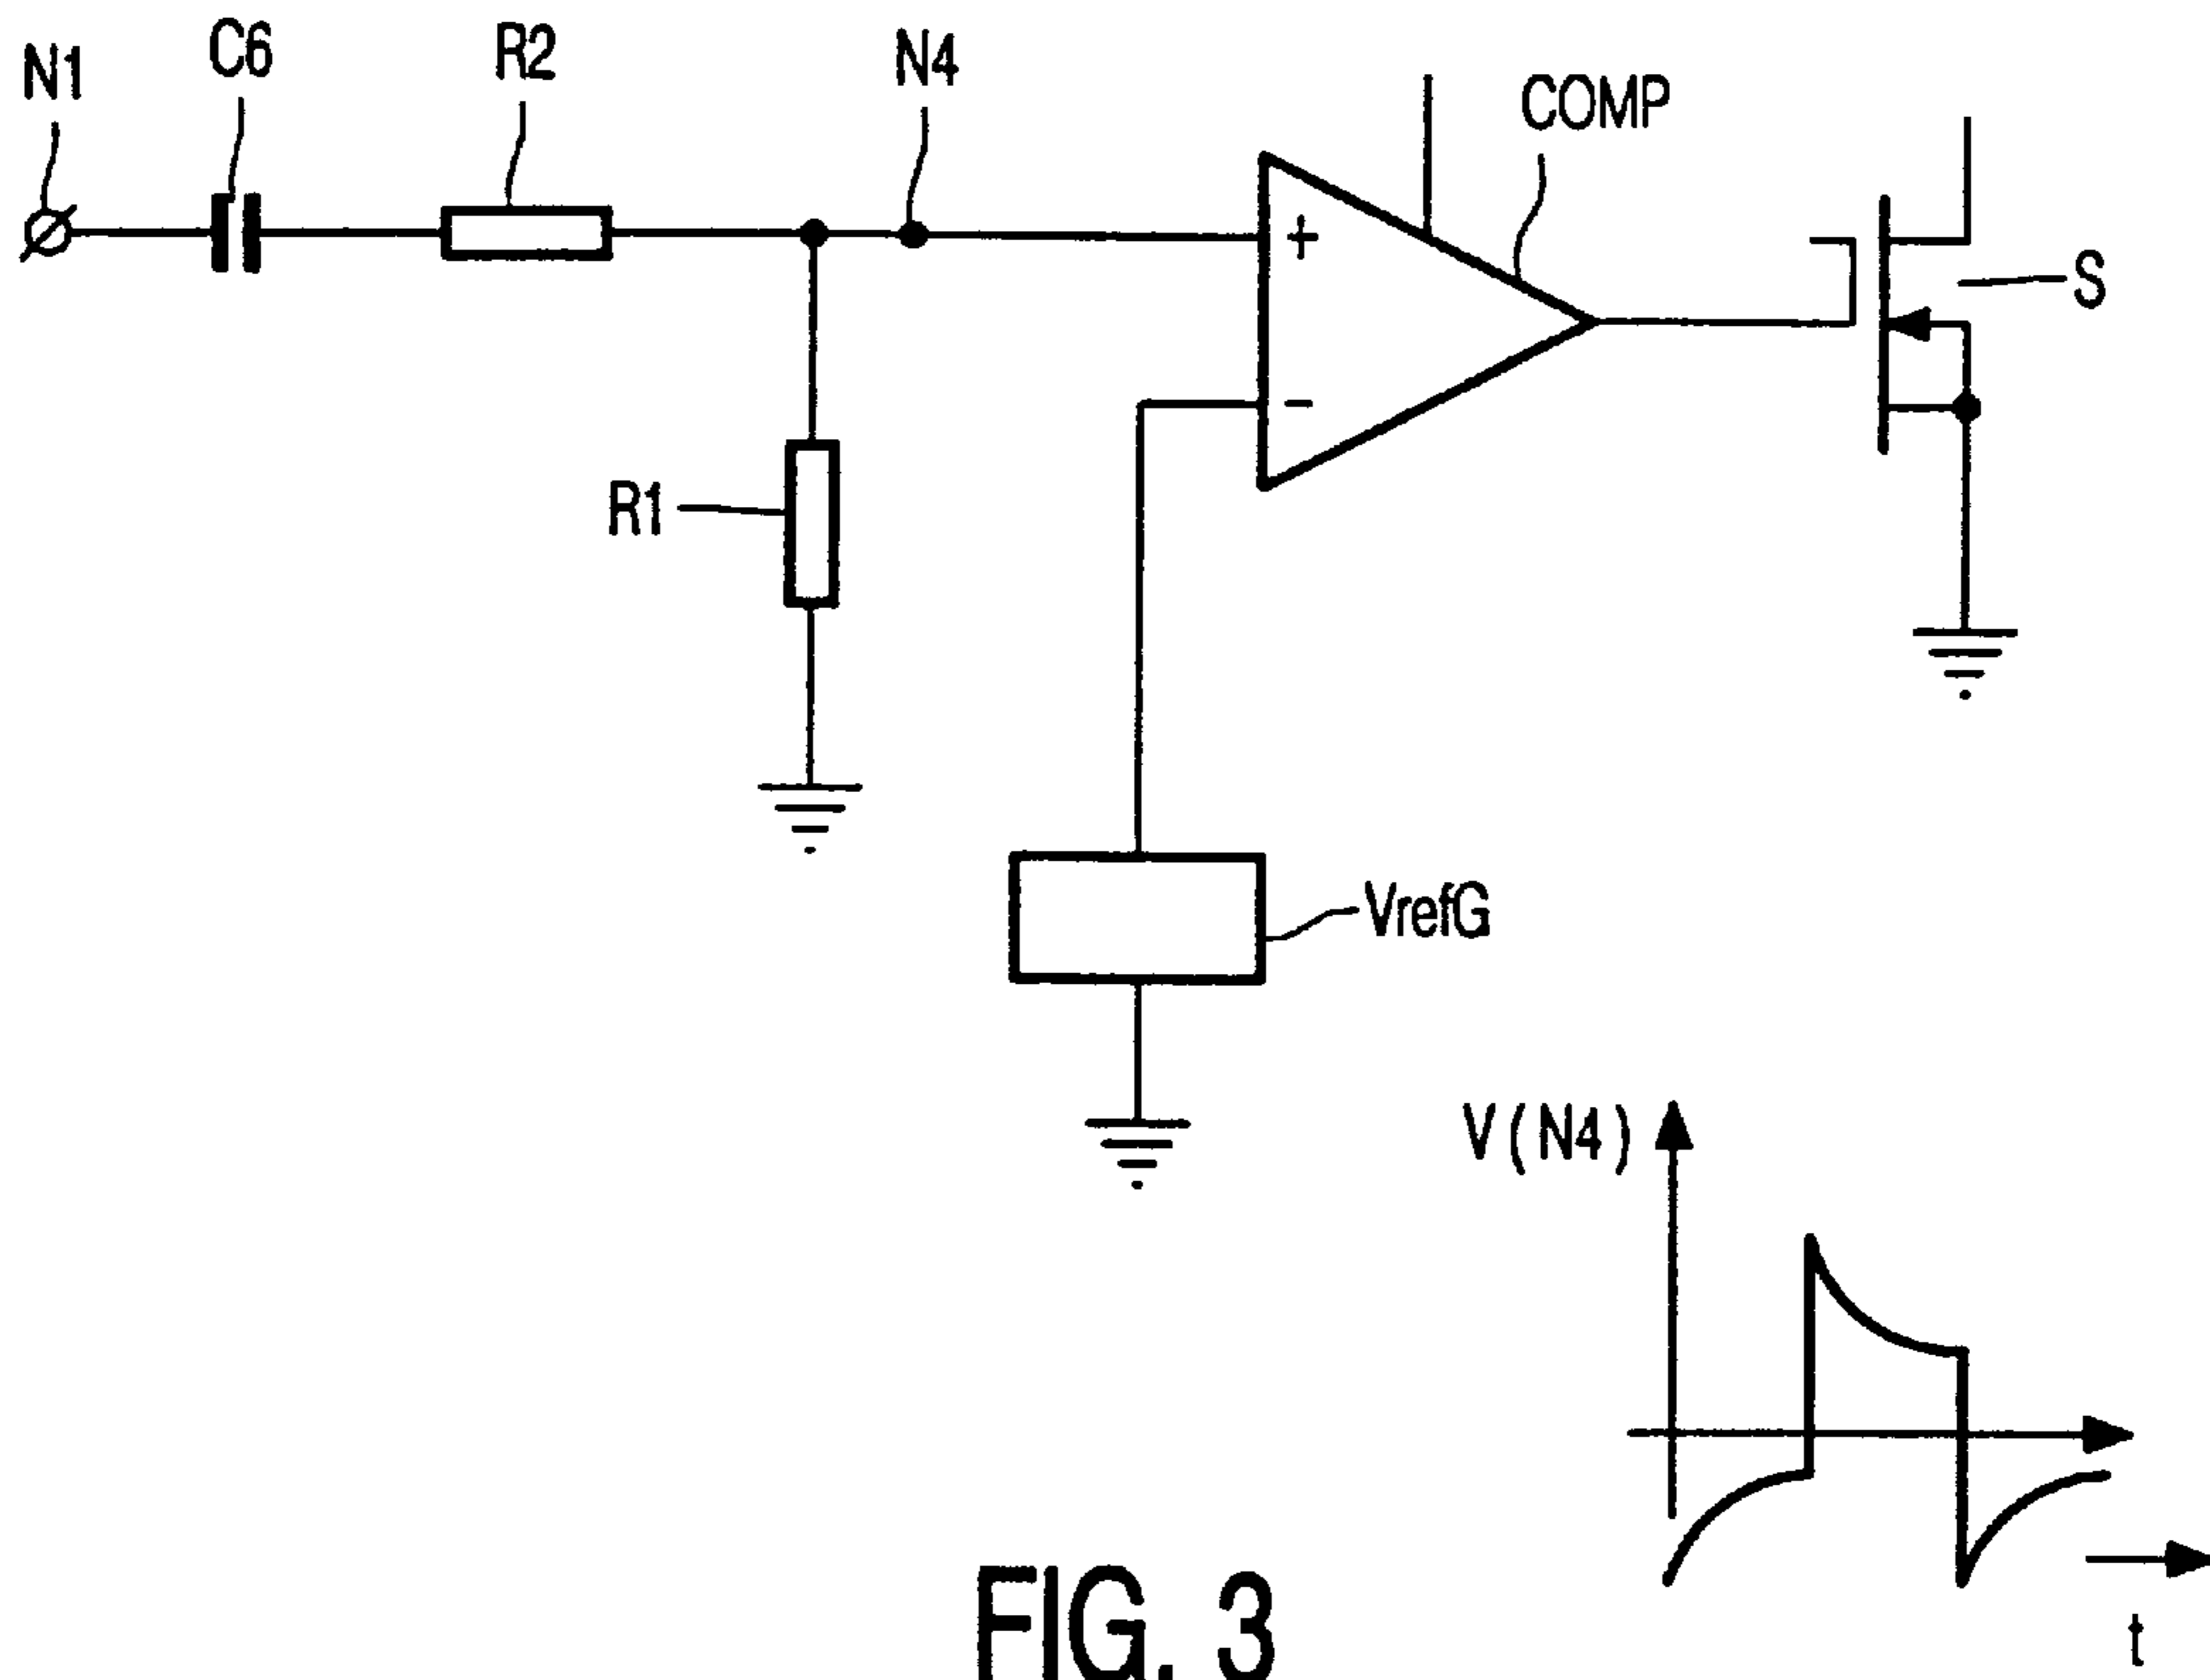 N1
C6
R2
N4
COMP
+
-
S
R1
VrefG
V(N4)
t
FIG. 3